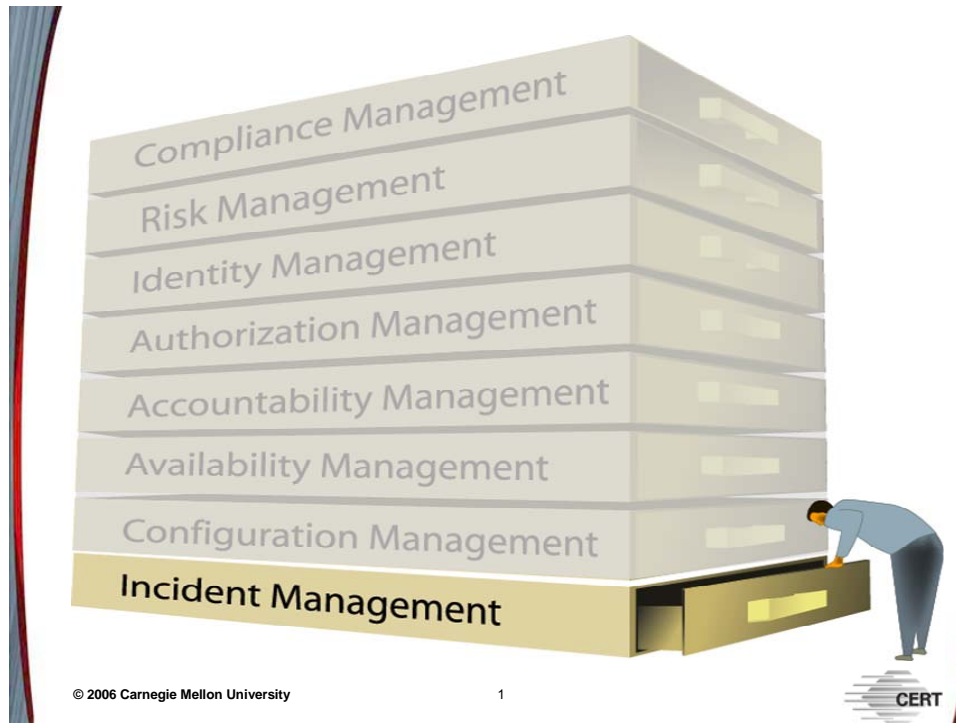 Compliance Management
Risk Management
Identity Management
Authorization Management
Accountability Management
Availability Management
Configuration Management
Incident Management
© 2006 Carnegie Mellon University
1
CERT